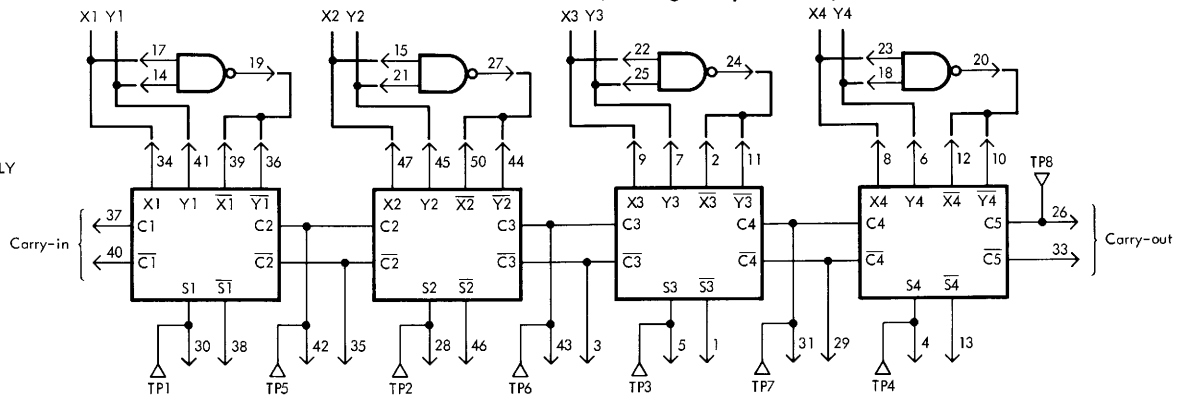 X1 Y1 X2 Y2 X3 Y3 X4 Y4
17 15 22 23
19 27 24 20
14 21 25 18
34 41 39 36 47 45 50 44 9 7 2 11 8 6 12 10
LY
TP8
X1 Y1 X̅1̅ Y̅1̅ X2 Y2 X̅2̅ Y̅2̅ X3 Y3 X̅3̅ Y̅3̅ X4 Y4 X̅4̅ Y̅4̅
37 C1 C2 C2 C3 C3 C4 C4 C5 26
Carry-in Carry-out
40 C̅1̅ C̅2̅ C̅2̅ C̅3̅ C̅3̅ C̅4̅ C̅4̅ C̅5̅ 33
S1 S̅1̅ S2 S̅2̅ S3 S̅3̅ S4 S̅4̅
30 38 42 35 28 46 43 3 5 1 31 29 4 13
TP1 TP5 TP2 TP6 TP3 TP7 TP4